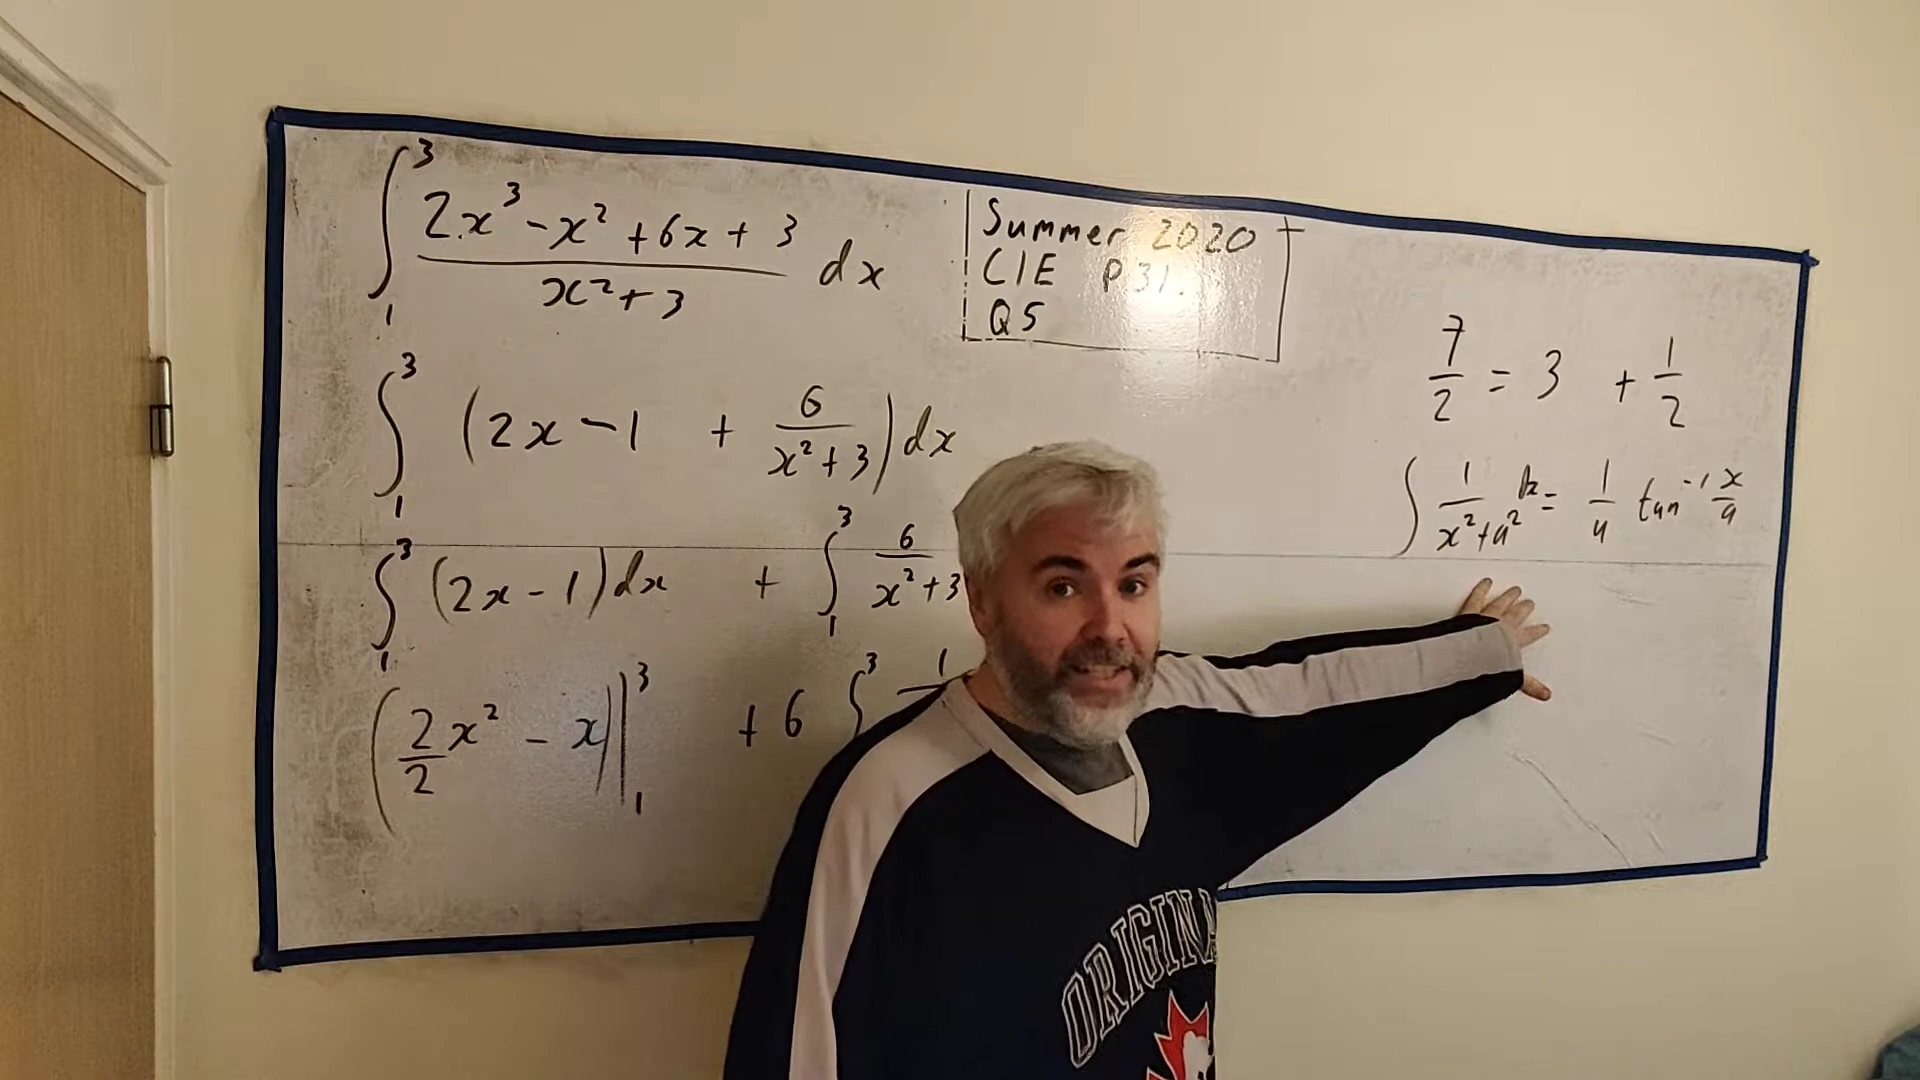 ∫₁³ (2x³ - x² + 6x + 3)/(x² + 3) dx
Summer 2020
CIE P31.
Q5
∫₁³ (2x - 1 + 6/(x² + 3)) dx
∫₁³ (2x - 1) dx + ∫₁³ 6/(x² + 3)
(2/2 x² - x)|₁³ + 6 ∫³ 1
7/2 = 3 + 1/2
∫ 1/(x² + a²) dx = 1/a tan⁻¹ x/a
ORIGINA